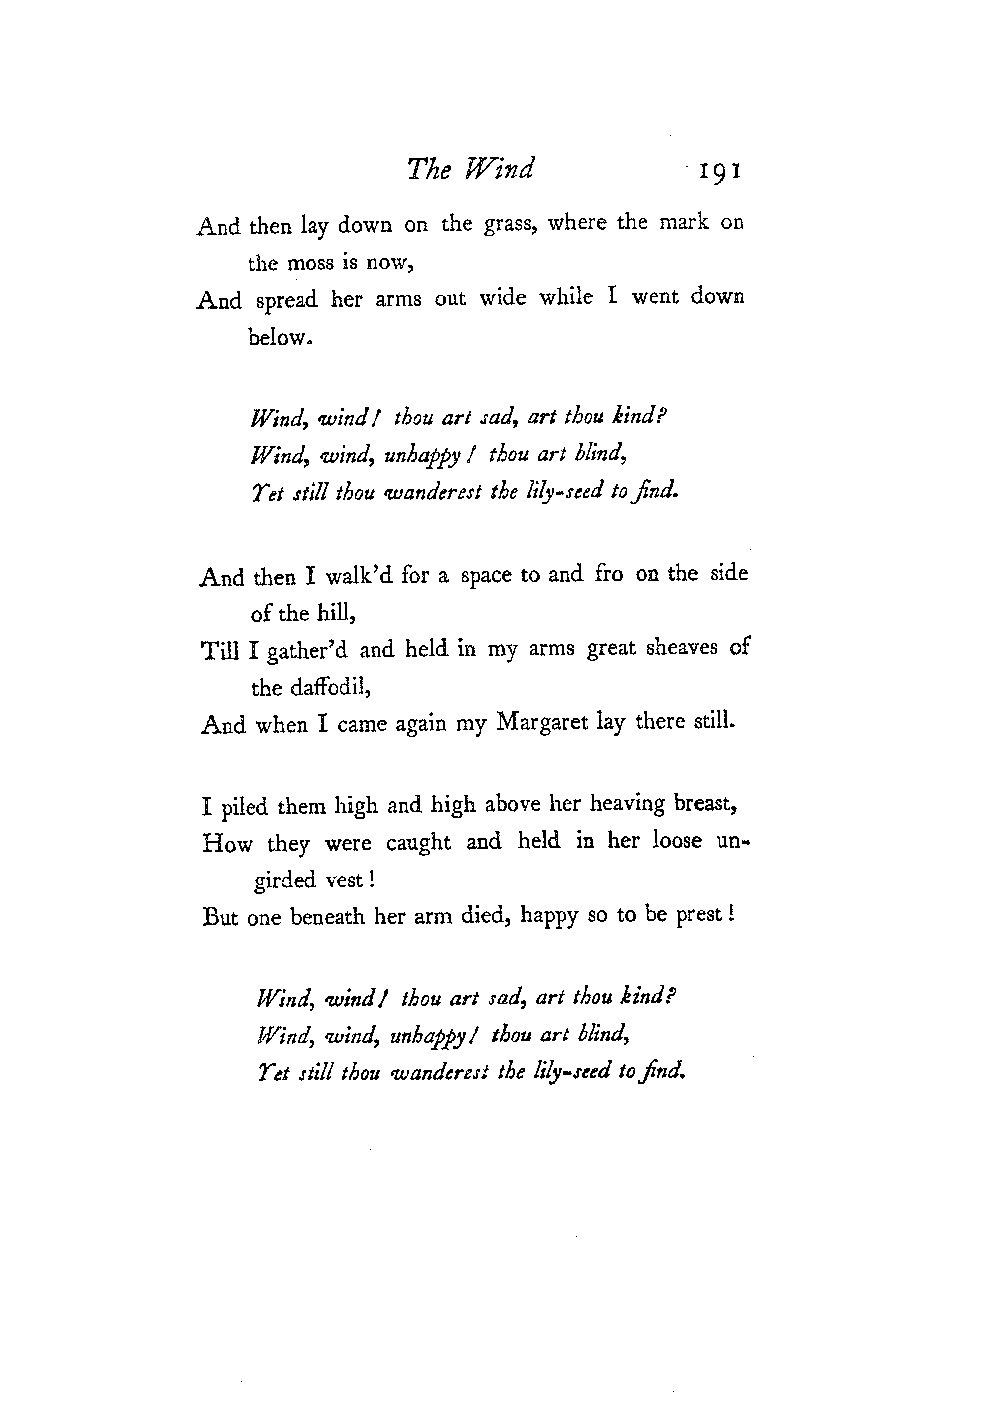 The Wind 191
And then lay down on the grass, where the mark on
the moss is now,
And spread her arms out wide while I went down
below.
Wind, wind! thou art sad, art thou kind?
Wind, wind, unhappy! thou art blind,
Yet still thou wanderest the lily-seed to find.
And then I walk'd for a space to and fro on the side
of the hill,
Till I gather'd and held in my arms great sheaves of
the daffodil,
And when I came again my Margaret lay there still.
I piled them high and high above her heaving breast,
How they were caught and held in her loose un-
girded vest!
But one beneath her arm died, happy so to be prest!
Wind, wind! thou art sad, art thou kind?
Wind, wind, unhappy! thou art blind,
Yet still thou wanderest the lily-seed to find.